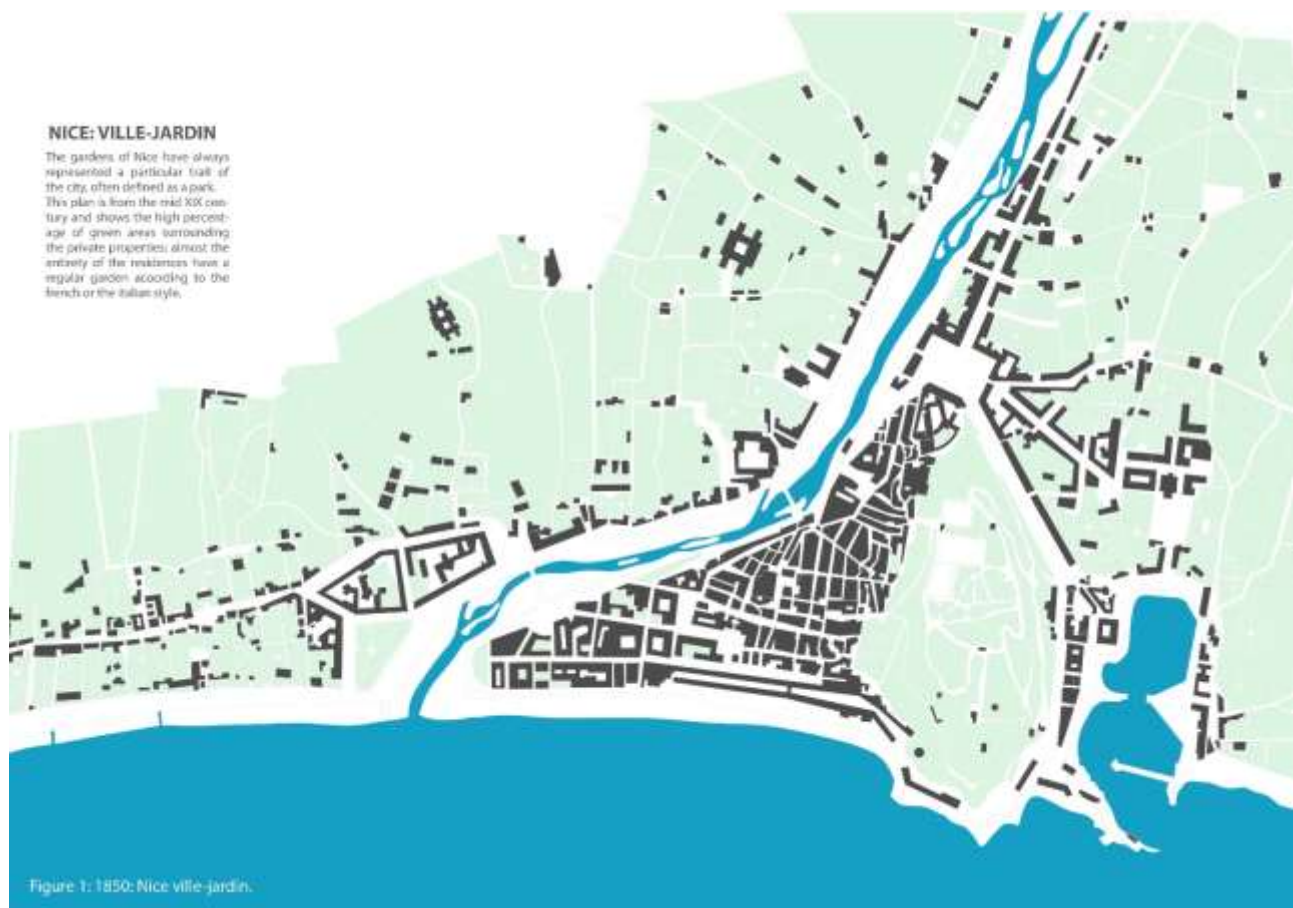 NICE: VILLE-JARDIN
The gardens of Nice have always
represented a particular trait of
the city, often defined as a park.
This plan is from the mid XIX cen-
tury and shows the high percent-
age of green areas surrounding
the private properties: almost the
entirety of the residences have a
regular garden according to the
french or the italian style.
Figure 1: 1850: Nice ville-jardin.